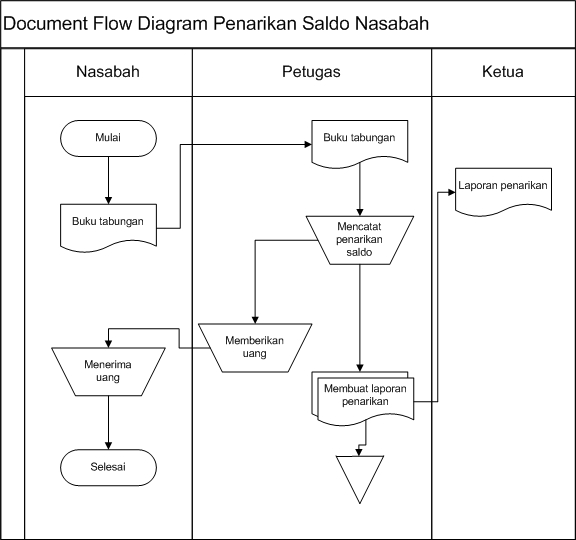 Document Flow Diagram Penarikan Saldo Nasabah
Nasabah
Petugas
Ketua
Mulai
Buku tabungan
Buku tabungan
Laporan penarikan
Mencatat
penarikan
saldo
Memberikan
uang
Menerima
uang
Membuat laporan
penarikan
Selesai